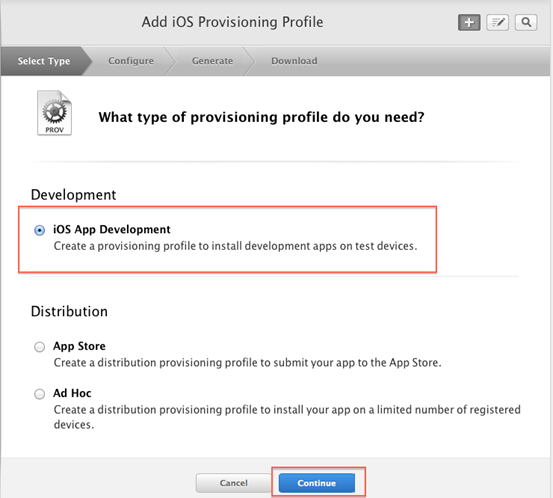 Add iOS Provisioning Profile
Select Type
Configure
Generate
Download
PROV
What type of provisioning profile do you need?
Development
iOS App Development
Create a provisioning profile to install development apps on test devices.
Distribution
App Store
Create a distribution provisioning profile to submit your app to the App Store.
Ad Hoc
Create a distribution provisioning profile to install your app on a limited number of registered
devices.
Cancel
Continue